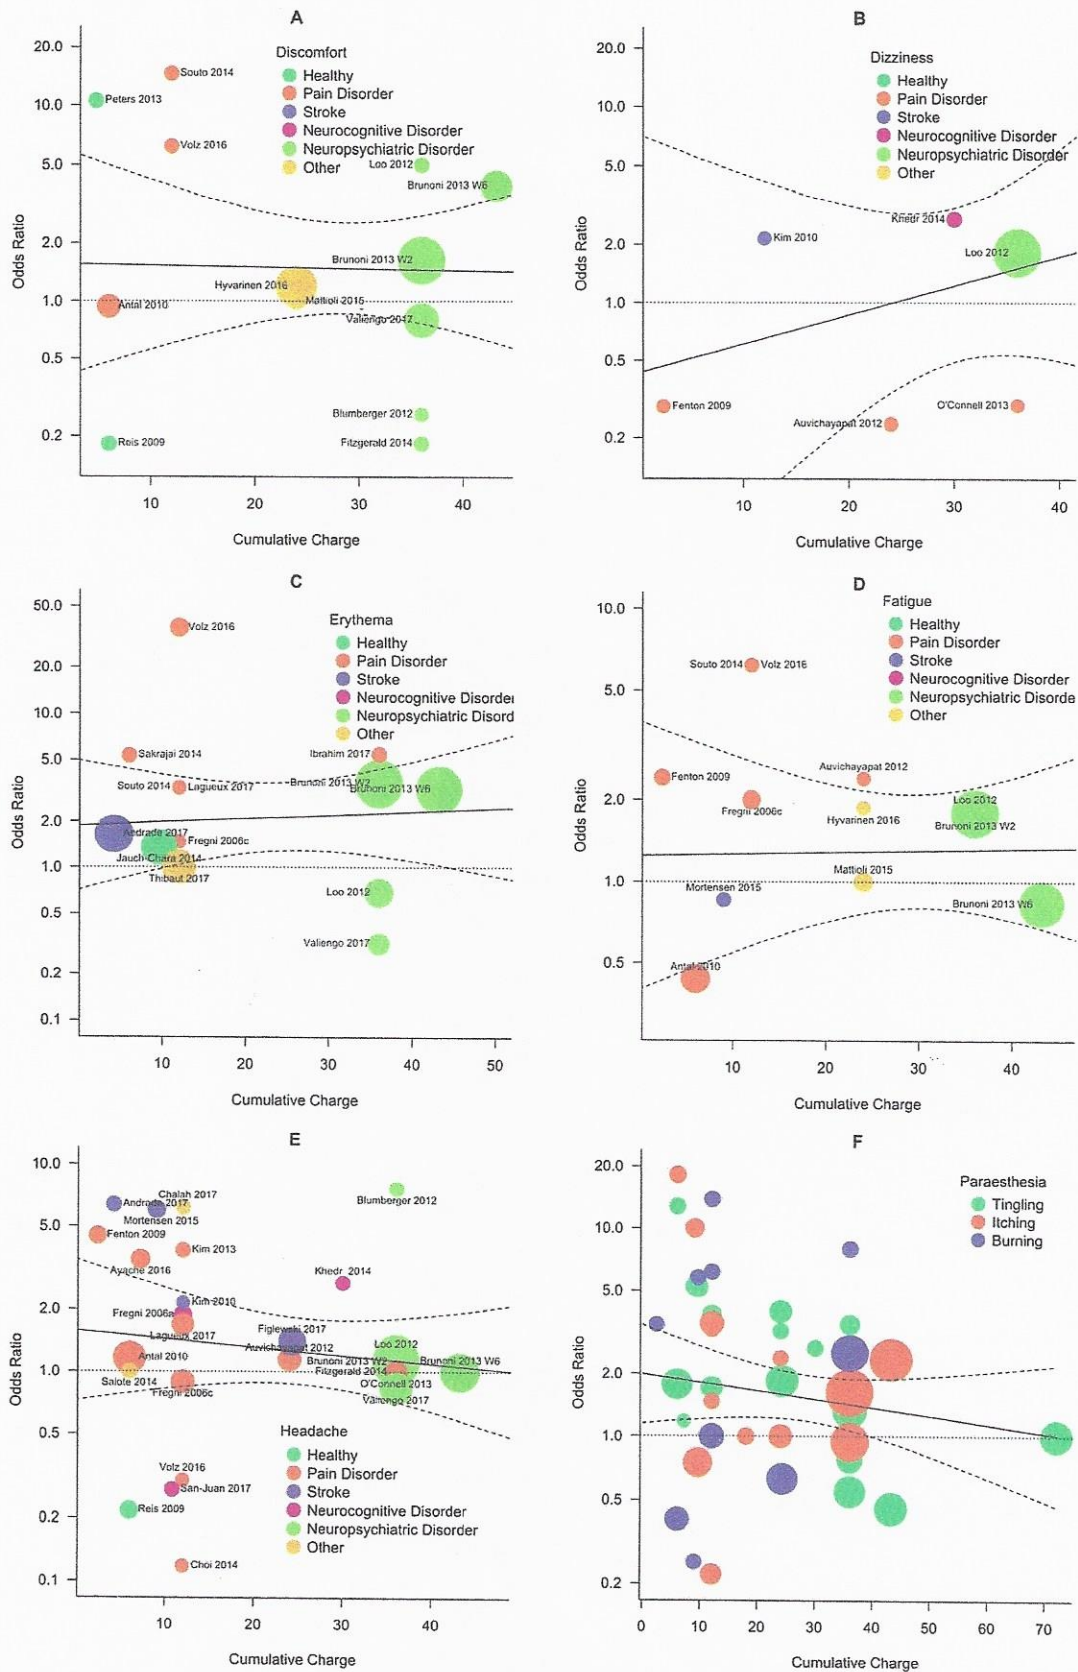 A
Discomfort
Healthy
Pain Disorder
Stroke
Neurocognitive Disorder
Neuropsychiatric Disorder
Other
20.0
10.0
5.0
2.0
1.0
0.5
0.2
Odds Ratio
Souto 2014
Peters 2013
Volz 2016
Loo 2012
Brunoni 2013 W6
Brunoni 2013 W2
Hyvarinen 2016
Mattioli 2015
Antal 2010
Valiengo 2017
Blumberger 2012
Reis 2009
Fitzgerald 2014
10 20 30 40
Cumulative Charge
B
Dizziness
Healthy
Pain Disorder
Stroke
Neurocognitive Disorder
Neuropsychiatric Disorder
Other
20.0
10.0
5.0
2.0
1.0
0.5
0.2
Odds Ratio
Khedr 2014
Kim 2010
Loo 2012
Fenton 2009
O'Connell 2013
Auvichayapat 2012
10 20 30 40
Cumulative Charge
C
Erythema
Healthy
Pain Disorder
Stroke
Neurocognitive Disorder
Neuropsychiatric Disord
Other
50.0
20.0
10.0
5.0
2.0
1.0
0.5
0.2
0.1
Odds Ratio
Volz 2016
Sakrajai 2014
Ibrahim 2017
Souto 2014 Lagueux 2017
Brunoni 2013 W2
Brunoni 2013 W6
Andrade 2017
Fregni 2006c
Jauch-Chara 2014
Thibaut 2017
Loo 2012
Valiengo 2017
10 20 30 40 50
Cumulative Charge
D
Fatigue
Healthy
Pain Disorder
Stroke
Neurocognitive Disorder
Neuropsychiatric Disorde
Other
10.0
5.0
2.0
1.0
0.5
Odds Ratio
Souto 2014 Volz 2016
Fenton 2009
Auvichayapat 2012
Fregni 2006c
Hyvarinen 2016
Loo 2012
Brunoni 2013 W2
Mattioli 2015
Mortensen 2015
Brunoni 2013 W6
Antal 2010
10 20 30 40
Cumulative Charge
E
10.0
5.0
2.0
1.0
0.5
0.2
0.1
Odds Ratio
Chalah 2017
Andrade 2017
Mortensen 2015
Blumberger 2012
Fenton 2009
Kim 2013
Ayache 2016
Khedr 2014
Kim 2010
Fregni 2006a
Lagueux 2017
Figlewski 2017
Auvichayapat 2012
Loo 2012
Antal 2010
Brunoni 2013 W2
Brunoni 2013 W6
Fitzgerald 2014
Saiote 2014
O'Connell 2013
Fregni 2006c
Valiengo 2017
Headache
Healthy
Pain Disorder
Stroke
Neurocognitive Disorder
Neuropsychiatric Disorder
Other
Volz 2016
San-Juan 2017
Reis 2009
Choi 2014
10 20 30 40
Cumulative Charge
F
Paraesthesia
Tingling
Itching
Burning
20.0
10.0
5.0
2.0
1.0
0.5
0.2
Odds Ratio
0 10 20 30 40 50 60 70
Cumulative Charge